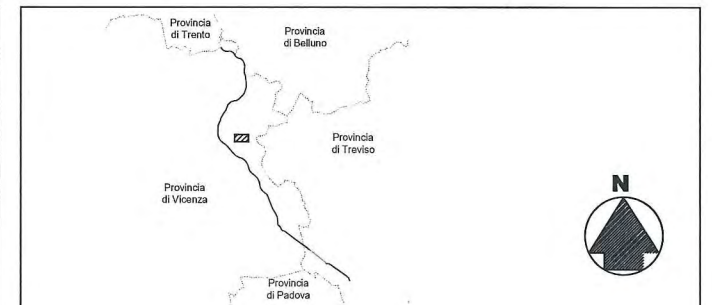 Provincia
di Trento
Provincia
di Belluno
Provincia
di Treviso
Provincia
di Vicenza
N
Provincia
di Padova